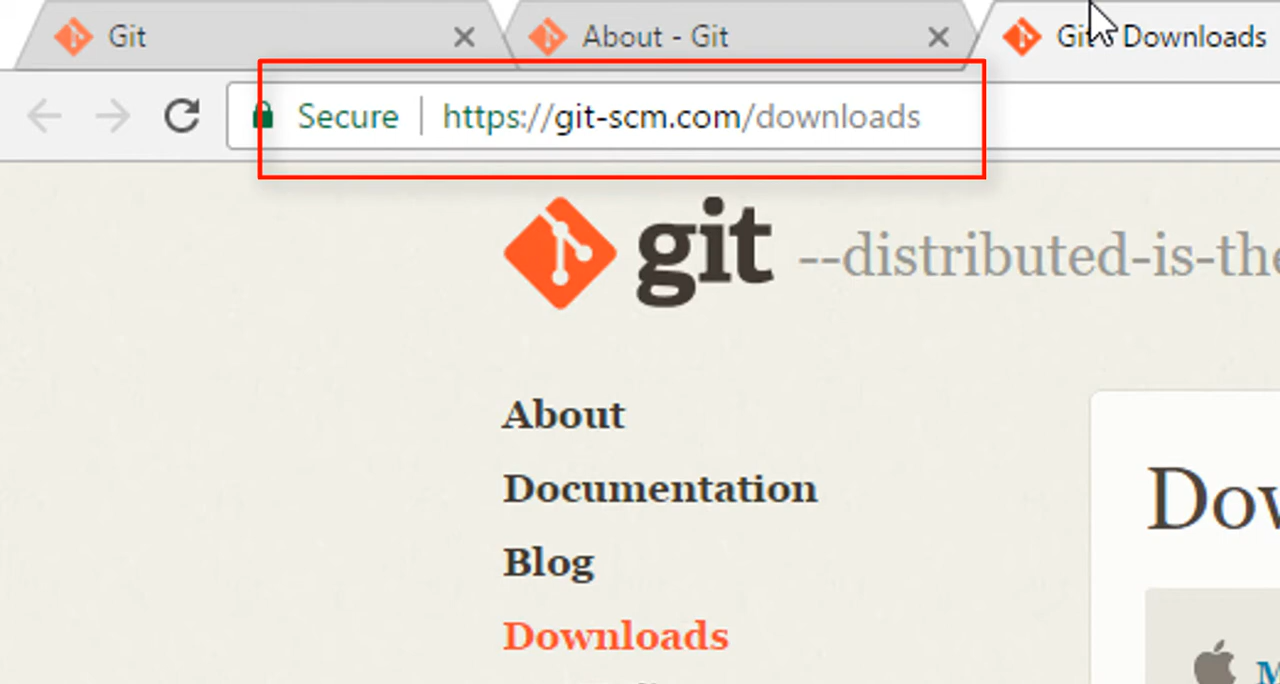 Git
About - Git
Git Downloads
Secure | https://git-scm.com/downloads
git --distributed-is-the
About
Documentation
Blog
Downloads